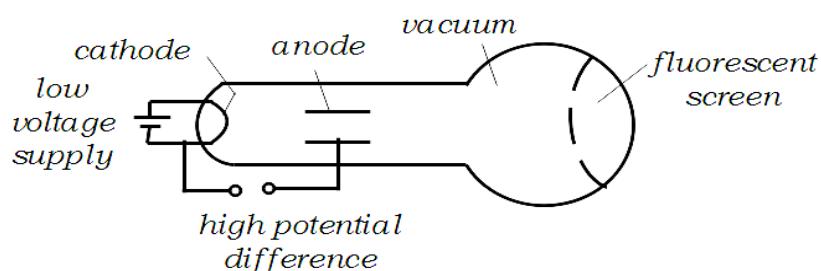 cathode
anode
vacuum
low
voltage
supply
fluorescent
screen
high potential
difference